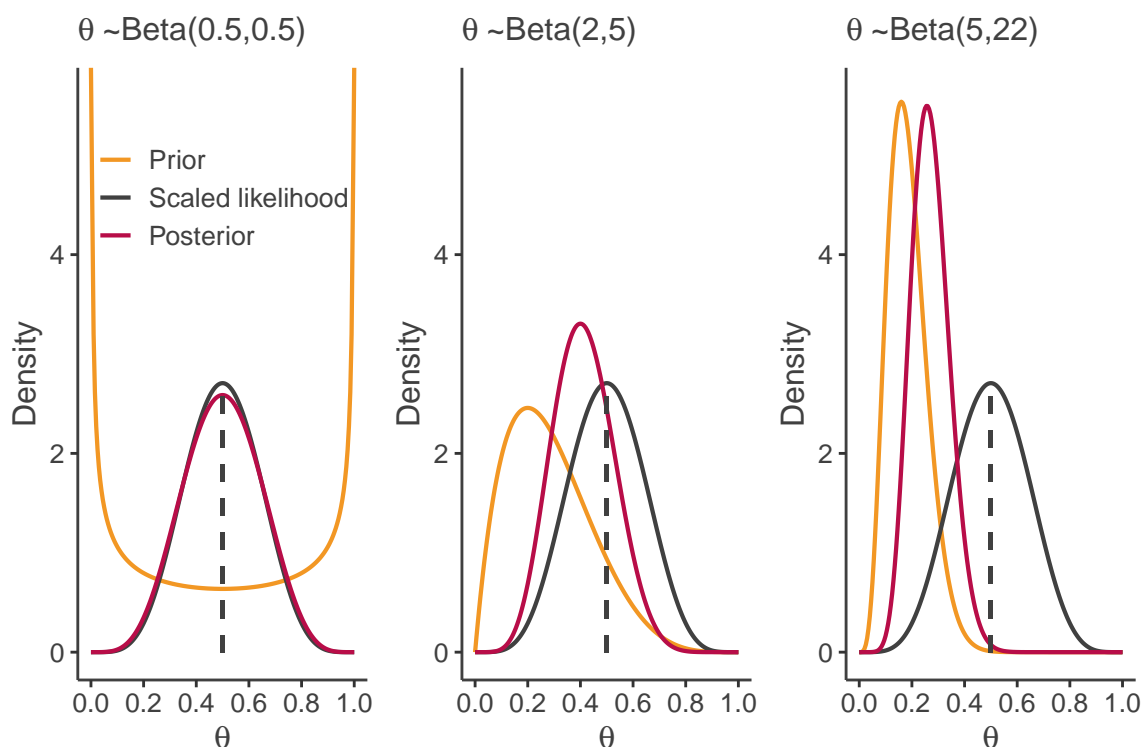 θ ~Beta(0.5,0.5)
Prior
Scaled likelihood
Posterior
Density
4
2
0
0.0 0.2 0.4 0.6 0.8 1.0
θ
θ ~Beta(2,5)
Density
4
2
0
0.0 0.2 0.4 0.6 0.8 1.0
θ
θ ~Beta(5,22)
Density
4
2
0
0.0 0.2 0.4 0.6 0.8 1.0
θ